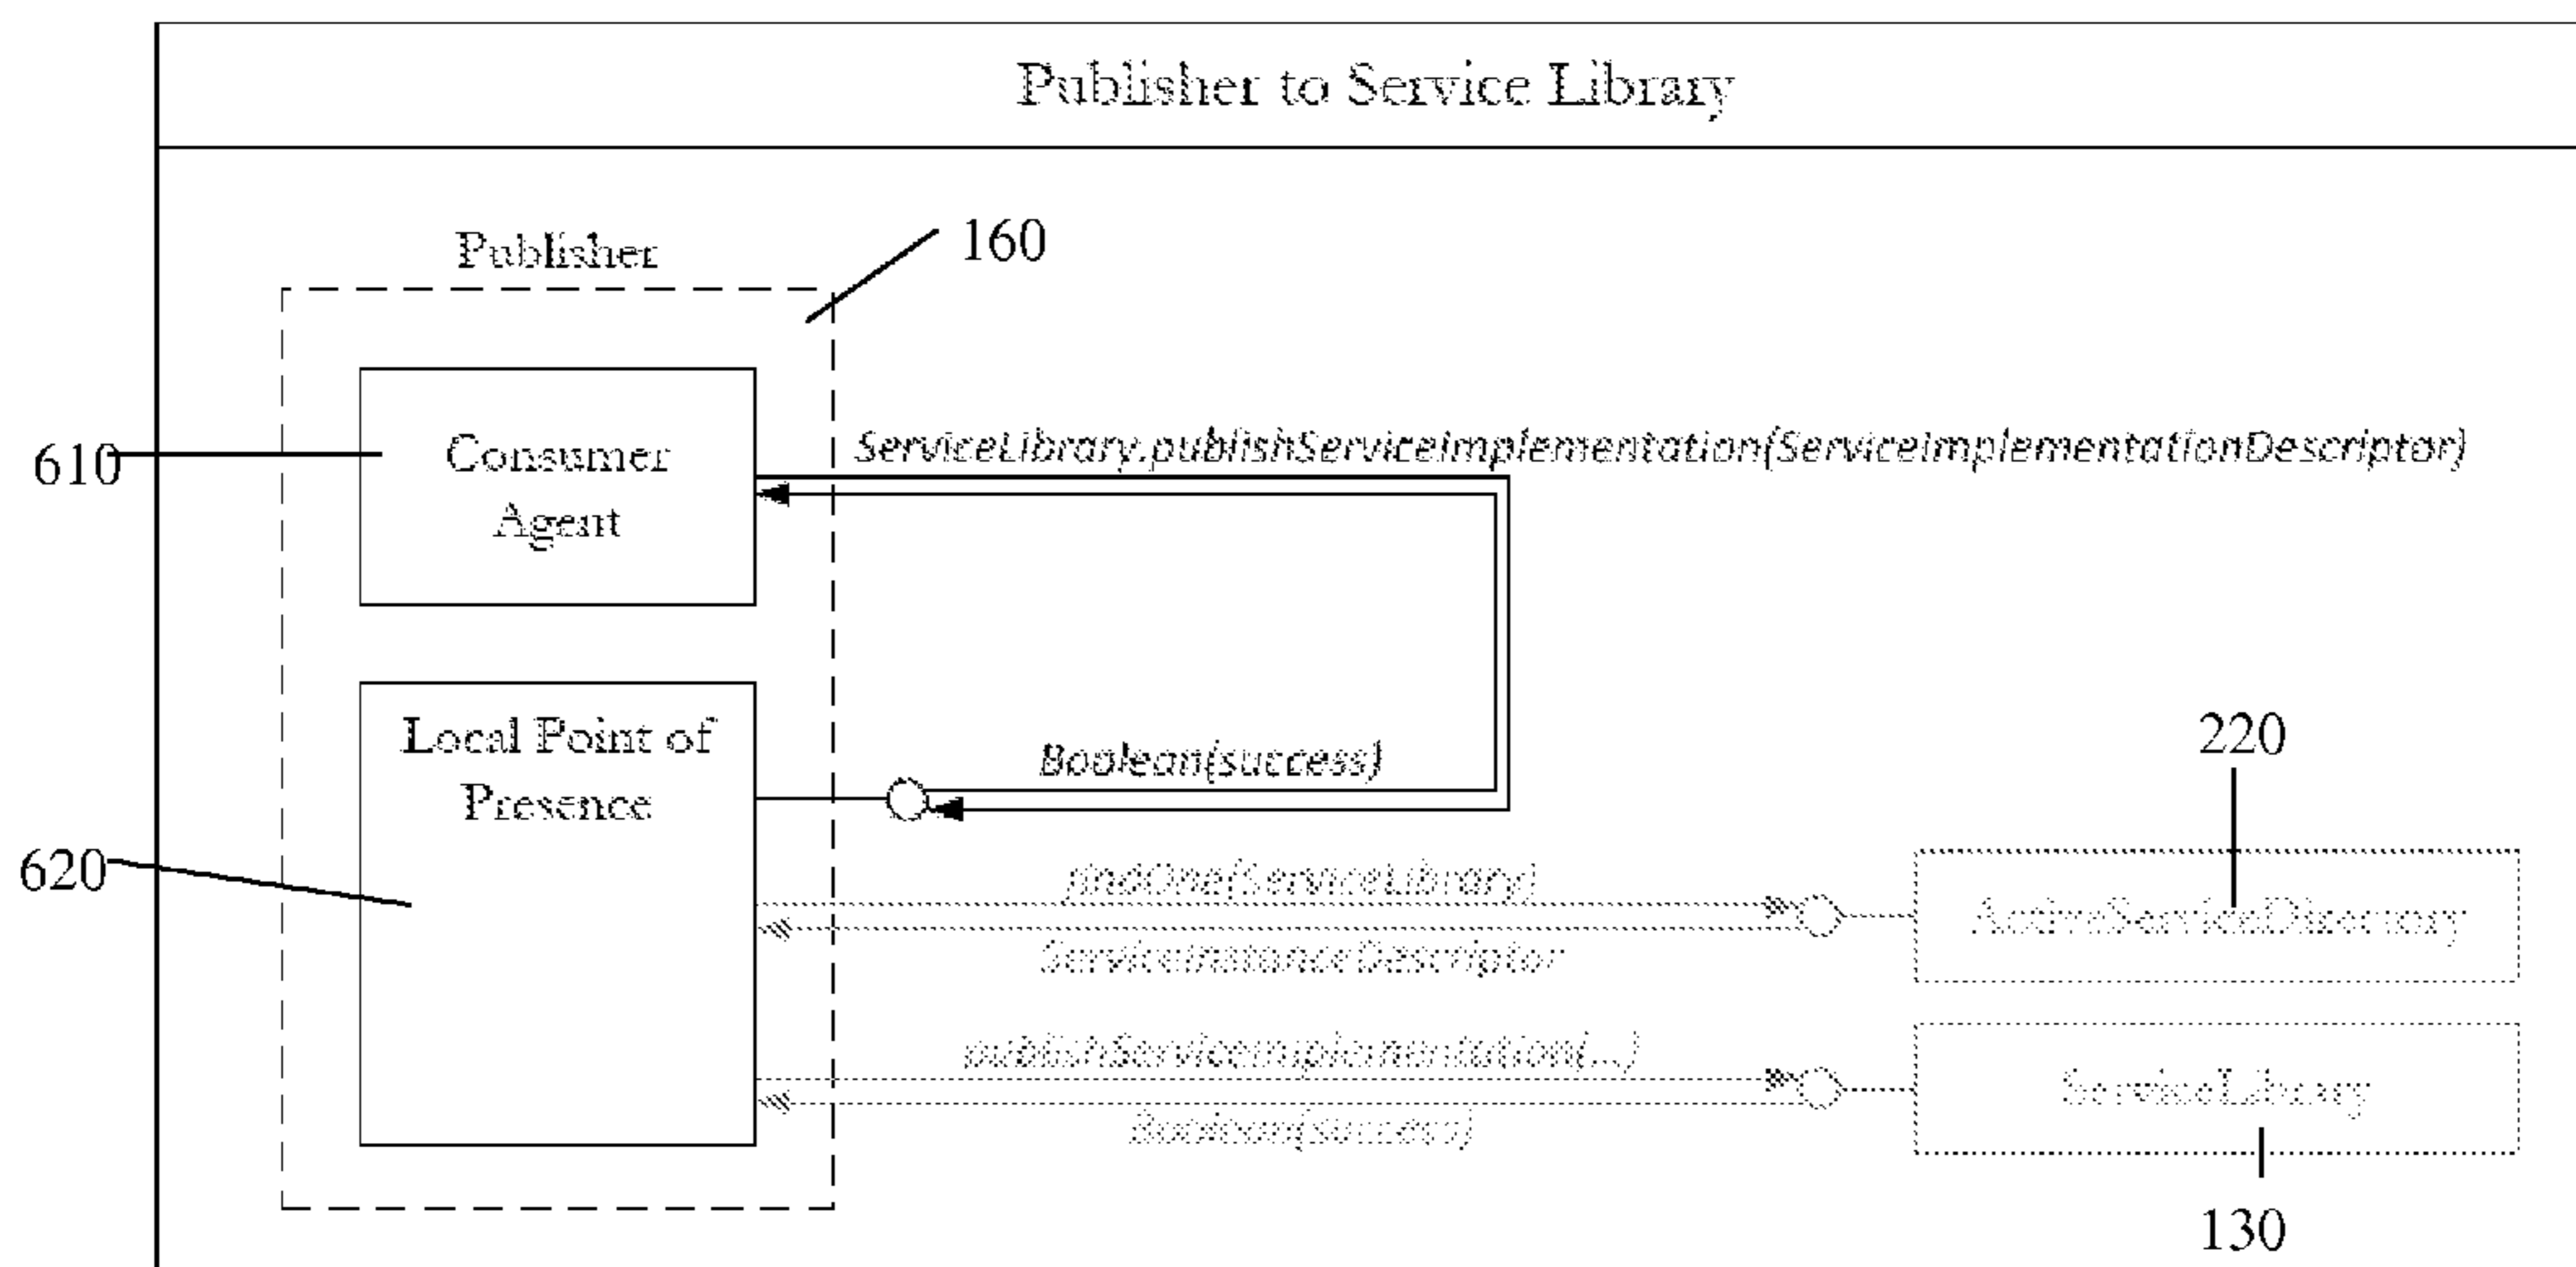 Publisher to Service Library
Publisher
160
610
Consumer
Agent
ServiceLibrary.publishServiceImplementation(ServiceImplementationDescriptor)
Local Point of
Presence
Boolean(success)
220
620
findOne(ServiceLibrary)
ActiveServiceDirectory
ServiceInstanceDescriptor
publishServiceImplementation(...)
ServiceLibrary
Boolean(success)
130